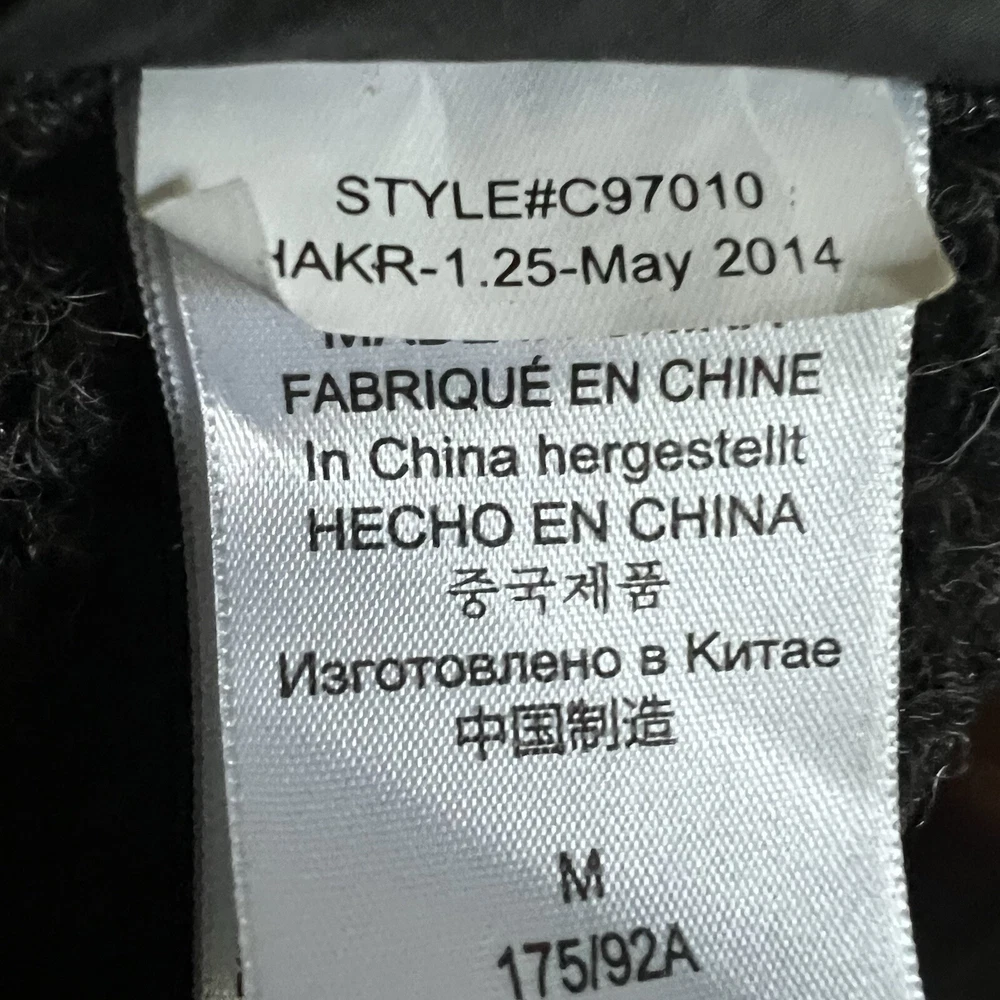 STYLE#C97010
HAKR-1.25-May 2014
FABRIQUÉ EN CHINE
In China hergestellt
HECHO EN CHINA
중국제품
Изготовлено в Китае
中国制造
M
175/92A